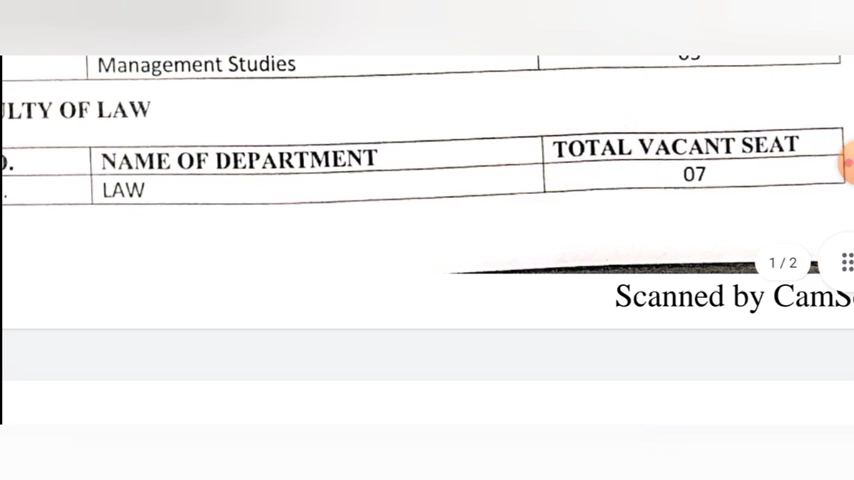 Management Studies
LTY OF LAW
NAME OF DEPARTMENT TOTAL VACANT SEAT
LAW 07
1 / 2
Scanned by CamS